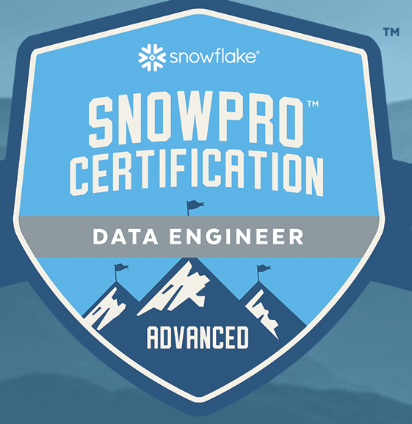 ™
snowflake®
SNOWPRO™
CERTIFICATION
DATA ENGINEER
ADVANCED